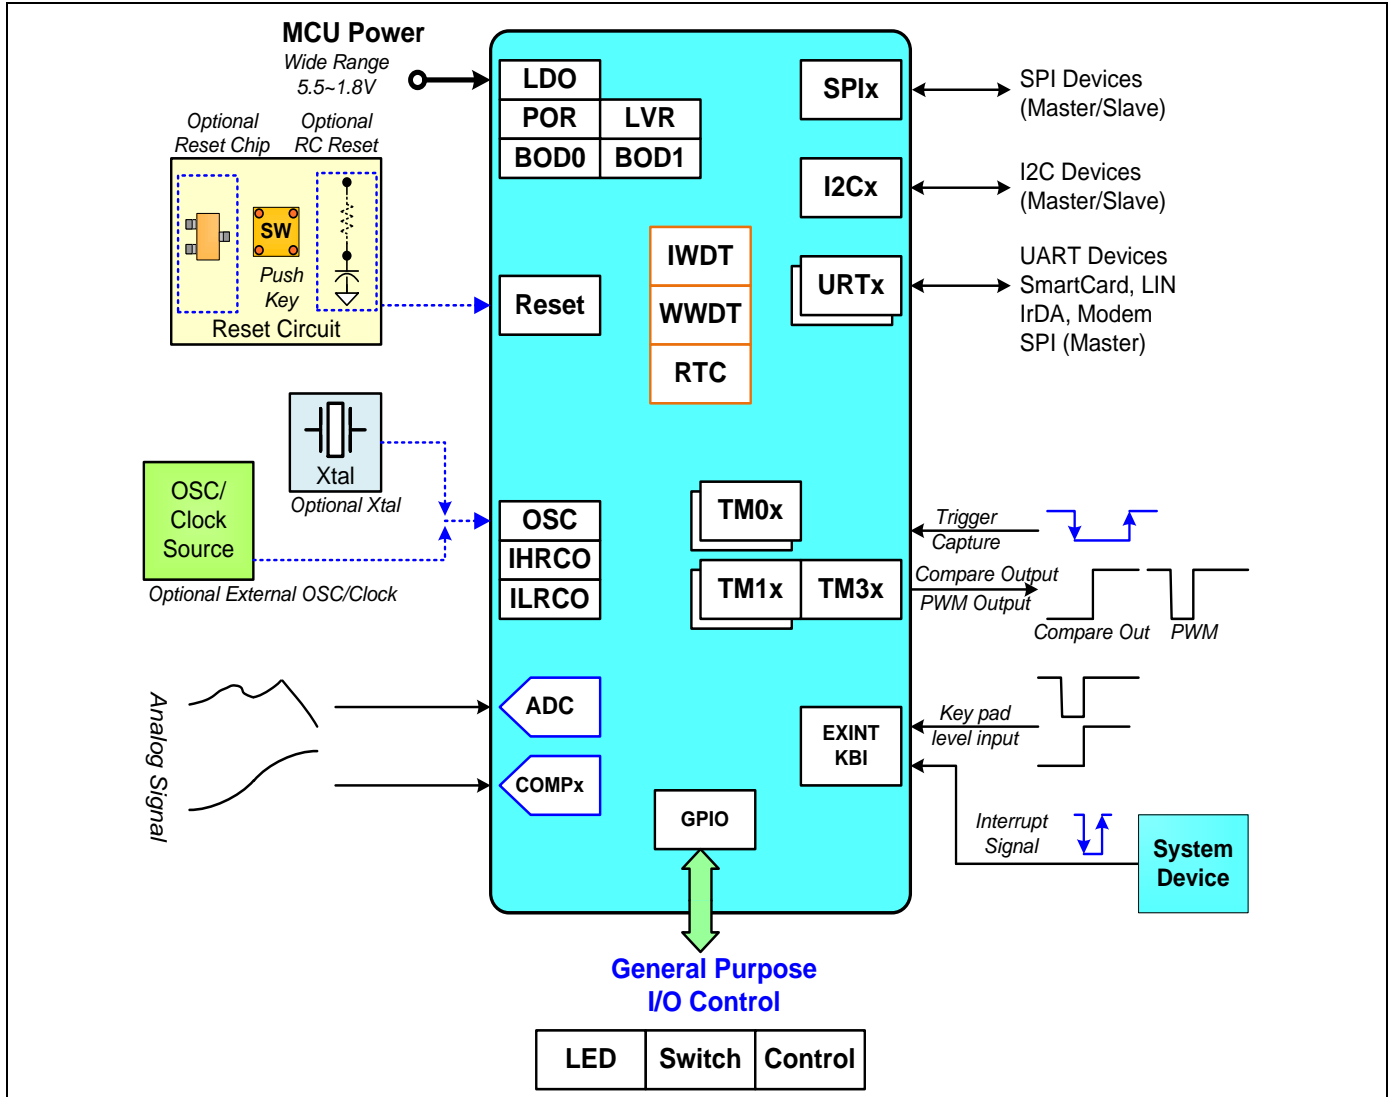 MCU Power
Wide Range
5.5~1.8V
Optional
Reset Chip
Optional
RC Reset
SW
Push
Key
Reset Circuit
LDO
POR
LVR
BOD0
BOD1
Reset
IWDT
WWDT
RTC
SPIx
SPI Devices
(Master/Slave)
I2Cx
I2C Devices
(Master/Slave)
URTx
UART Devices
SmartCard, LIN
IrDA, Modem
SPI (Master)
Xtal
Optional Xtal
OSC/
Clock
Source
Optional External OSC/Clock
OSC
IHRCO
ILRCO
TM0x
TM1x
TM3x
Trigger
Capture
Compare Output
PWM Output
Compare Out
PWM
Analog Signal
ADC
COMPx
EXINT
KBI
Key pad
level input
GPIO
Interrupt
Signal
System
Device
General Purpose
I/O Control
LED
Switch
Control